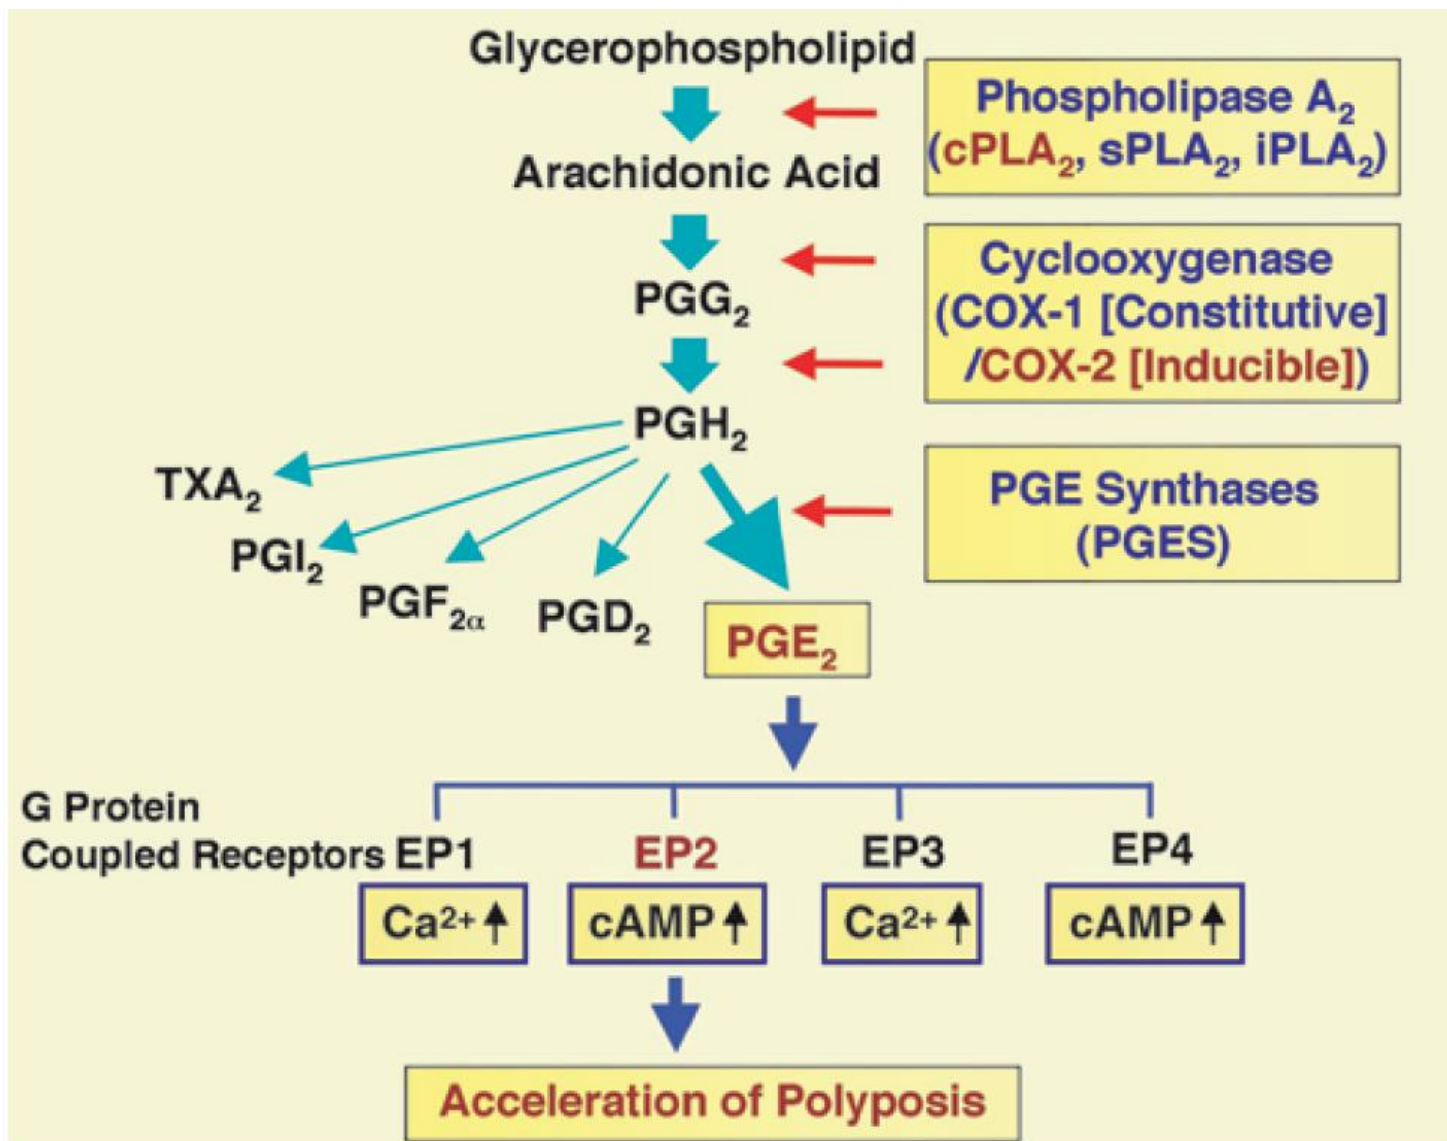 Glycerophospholipid
Phospholipase A₂
(cPLA₂, sPLA₂, iPLA₂)
Arachidonic Acid
Cyclooxygenase
(COX-1 [Constitutive]
/COX-2 [Inducible])
PGG₂
PGH₂
PGE Synthases
(PGES)
TXA₂
PGI₂
PGF₂α
PGD₂
PGE₂
G Protein
Coupled Receptors EP1 EP2 EP3 EP4
Ca²⁺ ↑ cAMP ↑ Ca²⁺ ↑ cAMP ↑
Acceleration of Polyposis